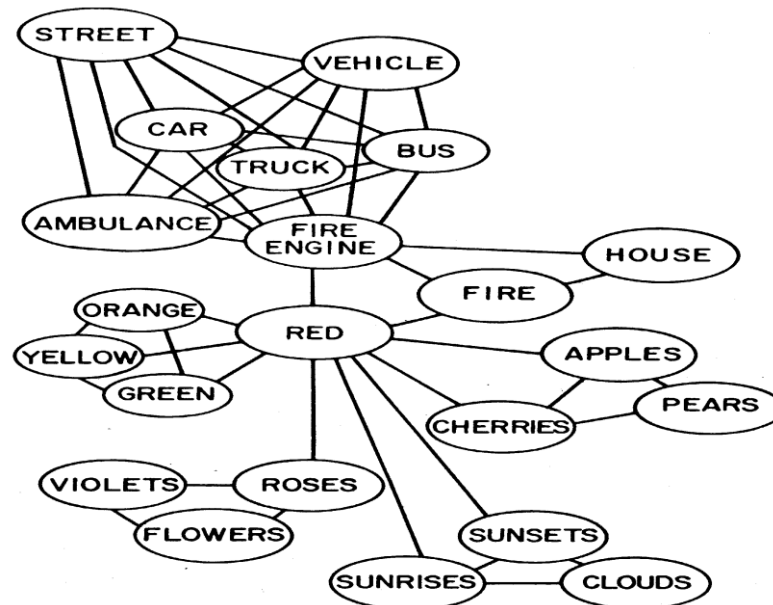 STREET
VEHICLE
CAR
BUS
TRUCK
AMBULANCE
FIRE
ENGINE
HOUSE
FIRE
ORANGE
RED
YELLOW
APPLES
GREEN
PEARS
CHERRIES
VIOLETS
ROSES
FLOWERS
SUNSETS
SUNRISES
CLOUDS